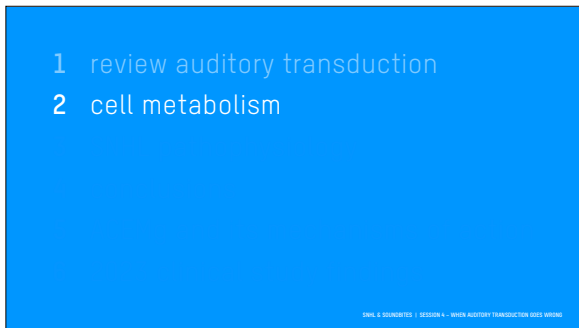 1 review auditory transduction
2 cell metabolism
SNHL & SOUNDBITES | SESSION 4 – WHEN AUDITORY TRANSDUCTION GOES WRONG